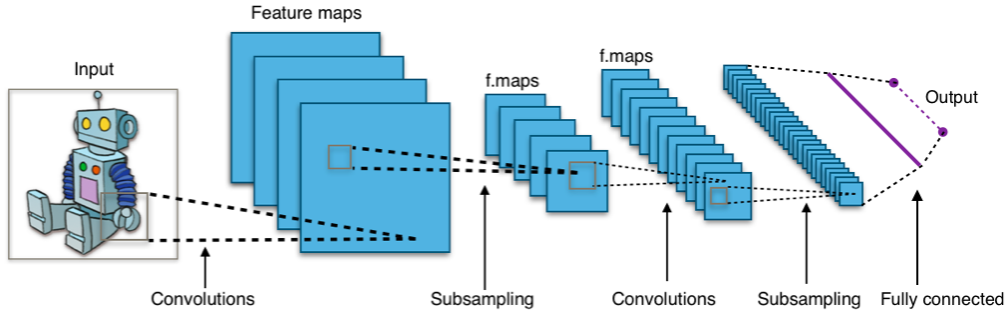 Input
Feature maps
f.maps
f.maps
Output
Convolutions
Subsampling
Convolutions
Subsampling
Fully connected